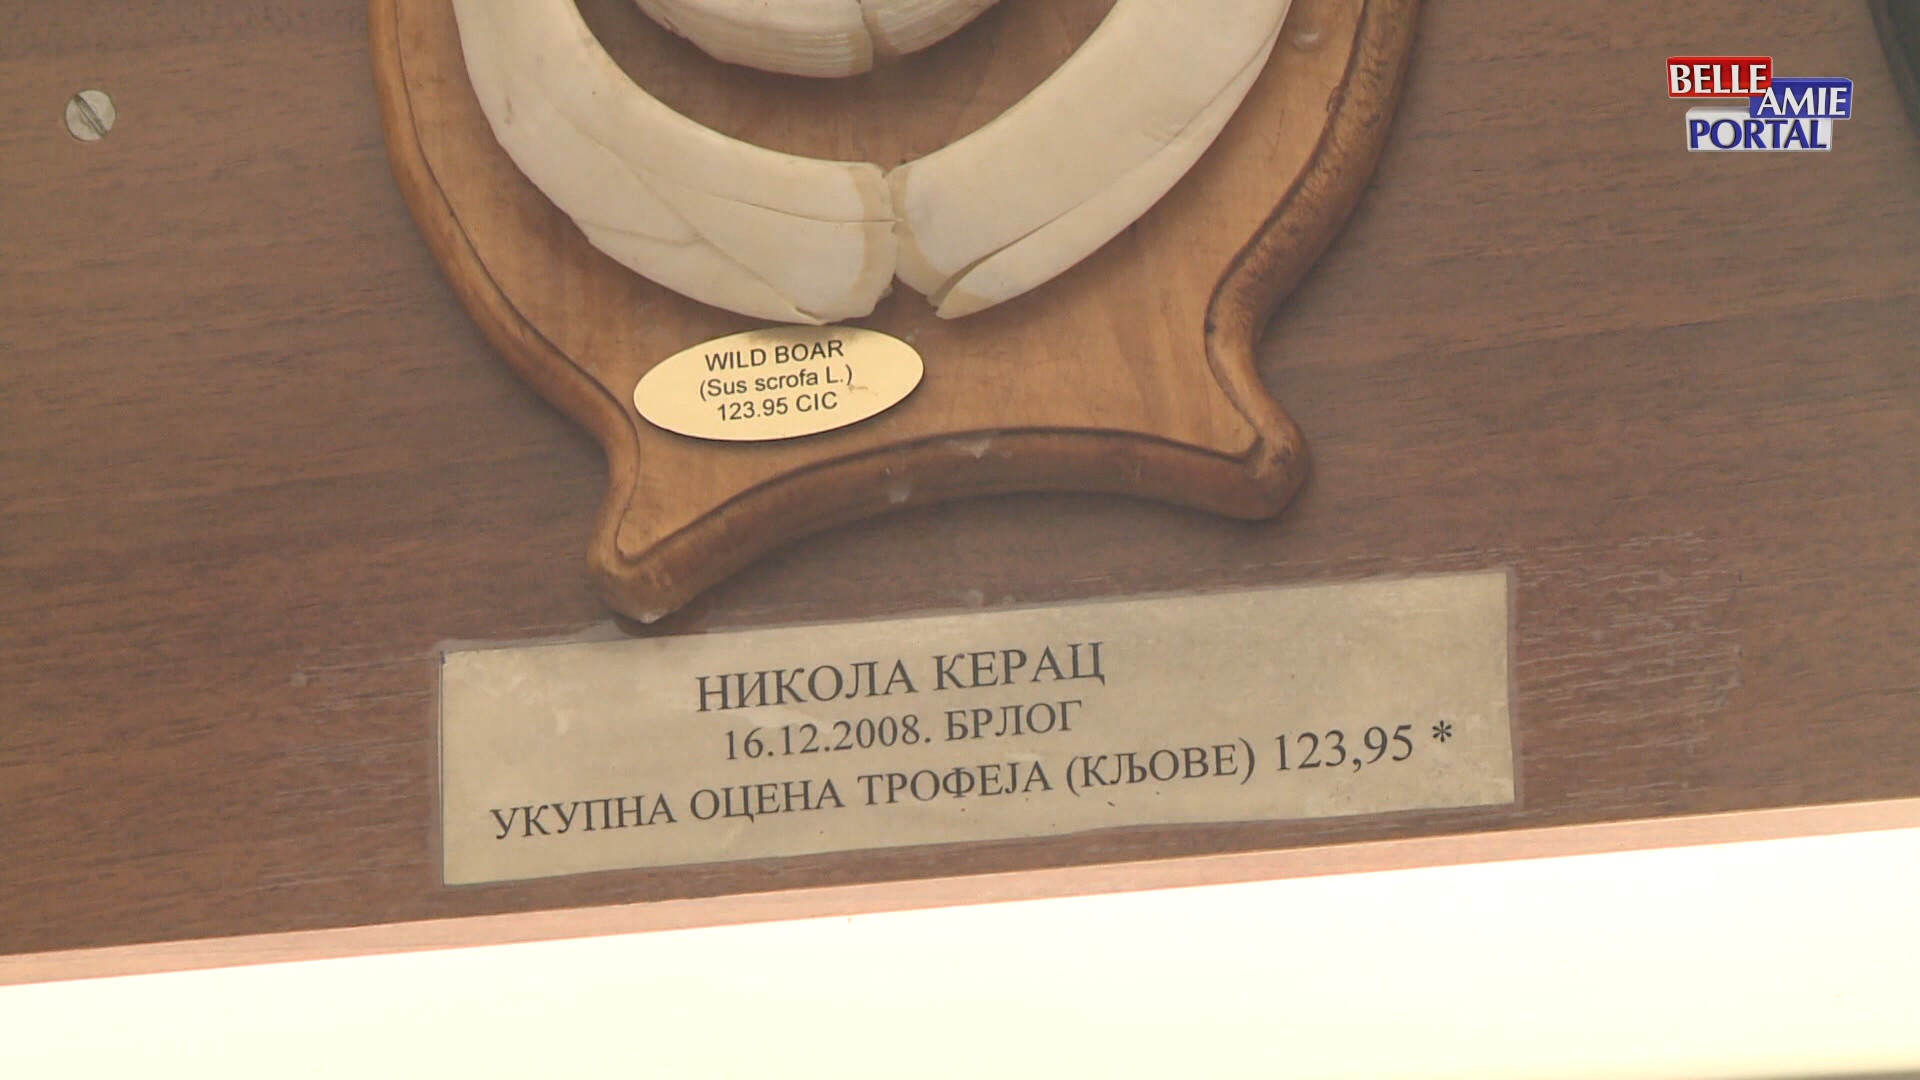 BELLE
AMIE
PORTAL
WILD BOAR
(Sus scrofa L.)
123.95 CIC
НИКОЛА КЕРАЦ
16.12.2008. БРЛОГ
УКУПНА ОЦЕНА ТРОФЕЈА (КЉОВЕ) 123,95 *